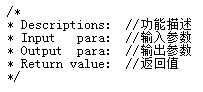 /*
* Descriptions:  //功能描述
* Input   para:  //输入参数
* Output  para:  //输出参数
* Return value:  //返回值
*/